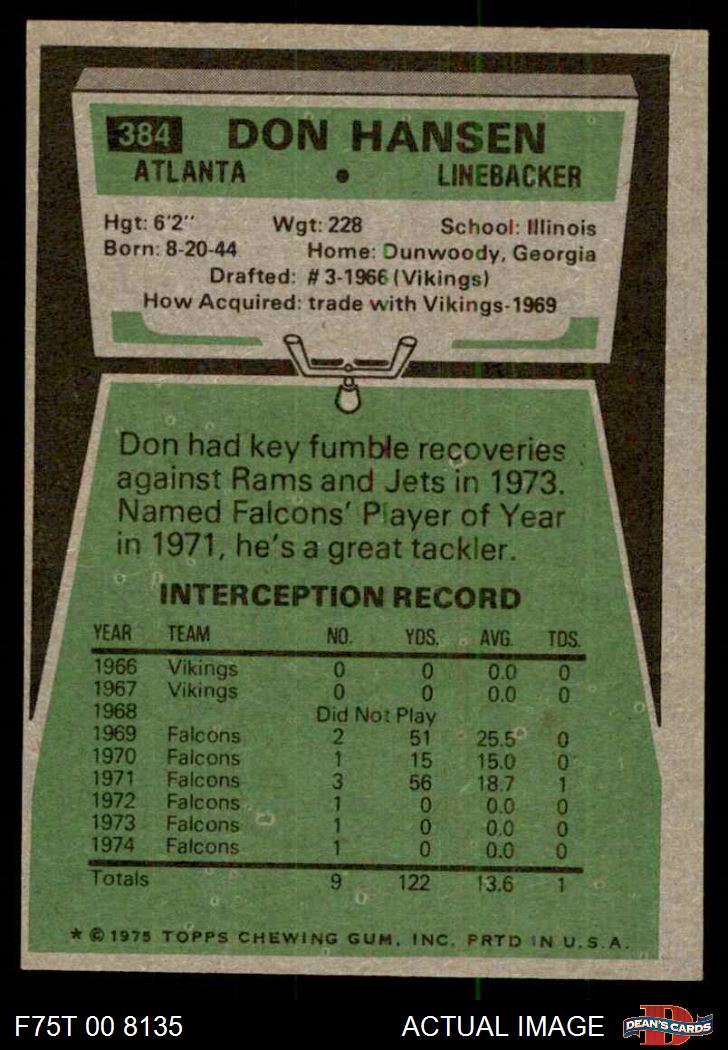 384 DON HANSEN
ATLANTA • LINEBACKER
Hgt: 6'2" Wgt: 228 School: Illinois
Born: 8-20-44 Home: Dunwoody, Georgia
Drafted: #3-1966 (Vikings)
How Acquired: trade with Vikings-1969
Don had key fumble recoveries
against Rams and Jets in 1973.
Named Falcons' Player of Year
in 1971, he's a great tackler.
INTERCEPTION RECORD
YEAR TEAM NO. YDS. AVG. TDS.
1966 Vikings 0 0 0.0 0
1967 Vikings 0 0 0.0 0
1968 Did Not Play
1969 Falcons 2 51 25.5 0
1970 Falcons 1 15 15.0 0
1971 Falcons 3 56 18.7 1
1972 Falcons 1 0 0.0 0
1973 Falcons 1 0 0.0 0
1974 Falcons 1 0 0.0 0
Totals 9 122 13.6 1
* © 1975 TOPPS CHEWING GUM, INC. PRTD IN U.S.A.
F75T 00 8135 ACTUAL IMAGE D DEAN'S CARDS